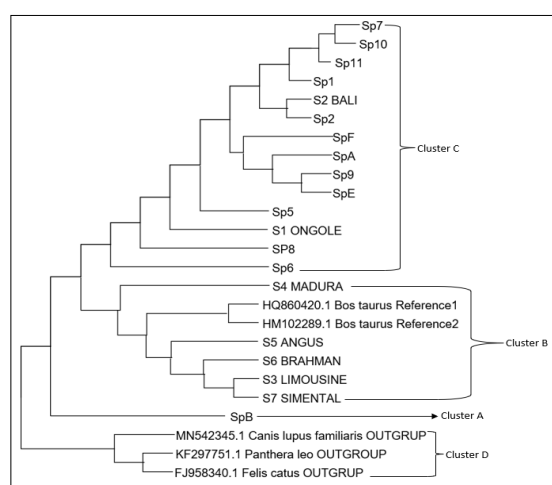 Sp7
Sp10
Sp11
Sp1
S2 BALI
Sp2
SpF
SpA
Sp9
SpE
Cluster C
Sp5
S1 ONGOLE
SP8
Sp6
S4 MADURA
HQ860420.1 Bos taurus Reference1
HM102289.1 Bos taurus Reference2
S5 ANGUS
Cluster B
S6 BRAHMAN
S3 LIMOUSINE
S7 SIMENTAL
SpB
Cluster A
MN542345.1 Canis lupus familiaris OUTGRUP
KF297751.1 Panthera leo OUTGROUP
Cluster D
FJ958340.1 Felis catus OUTGRUP